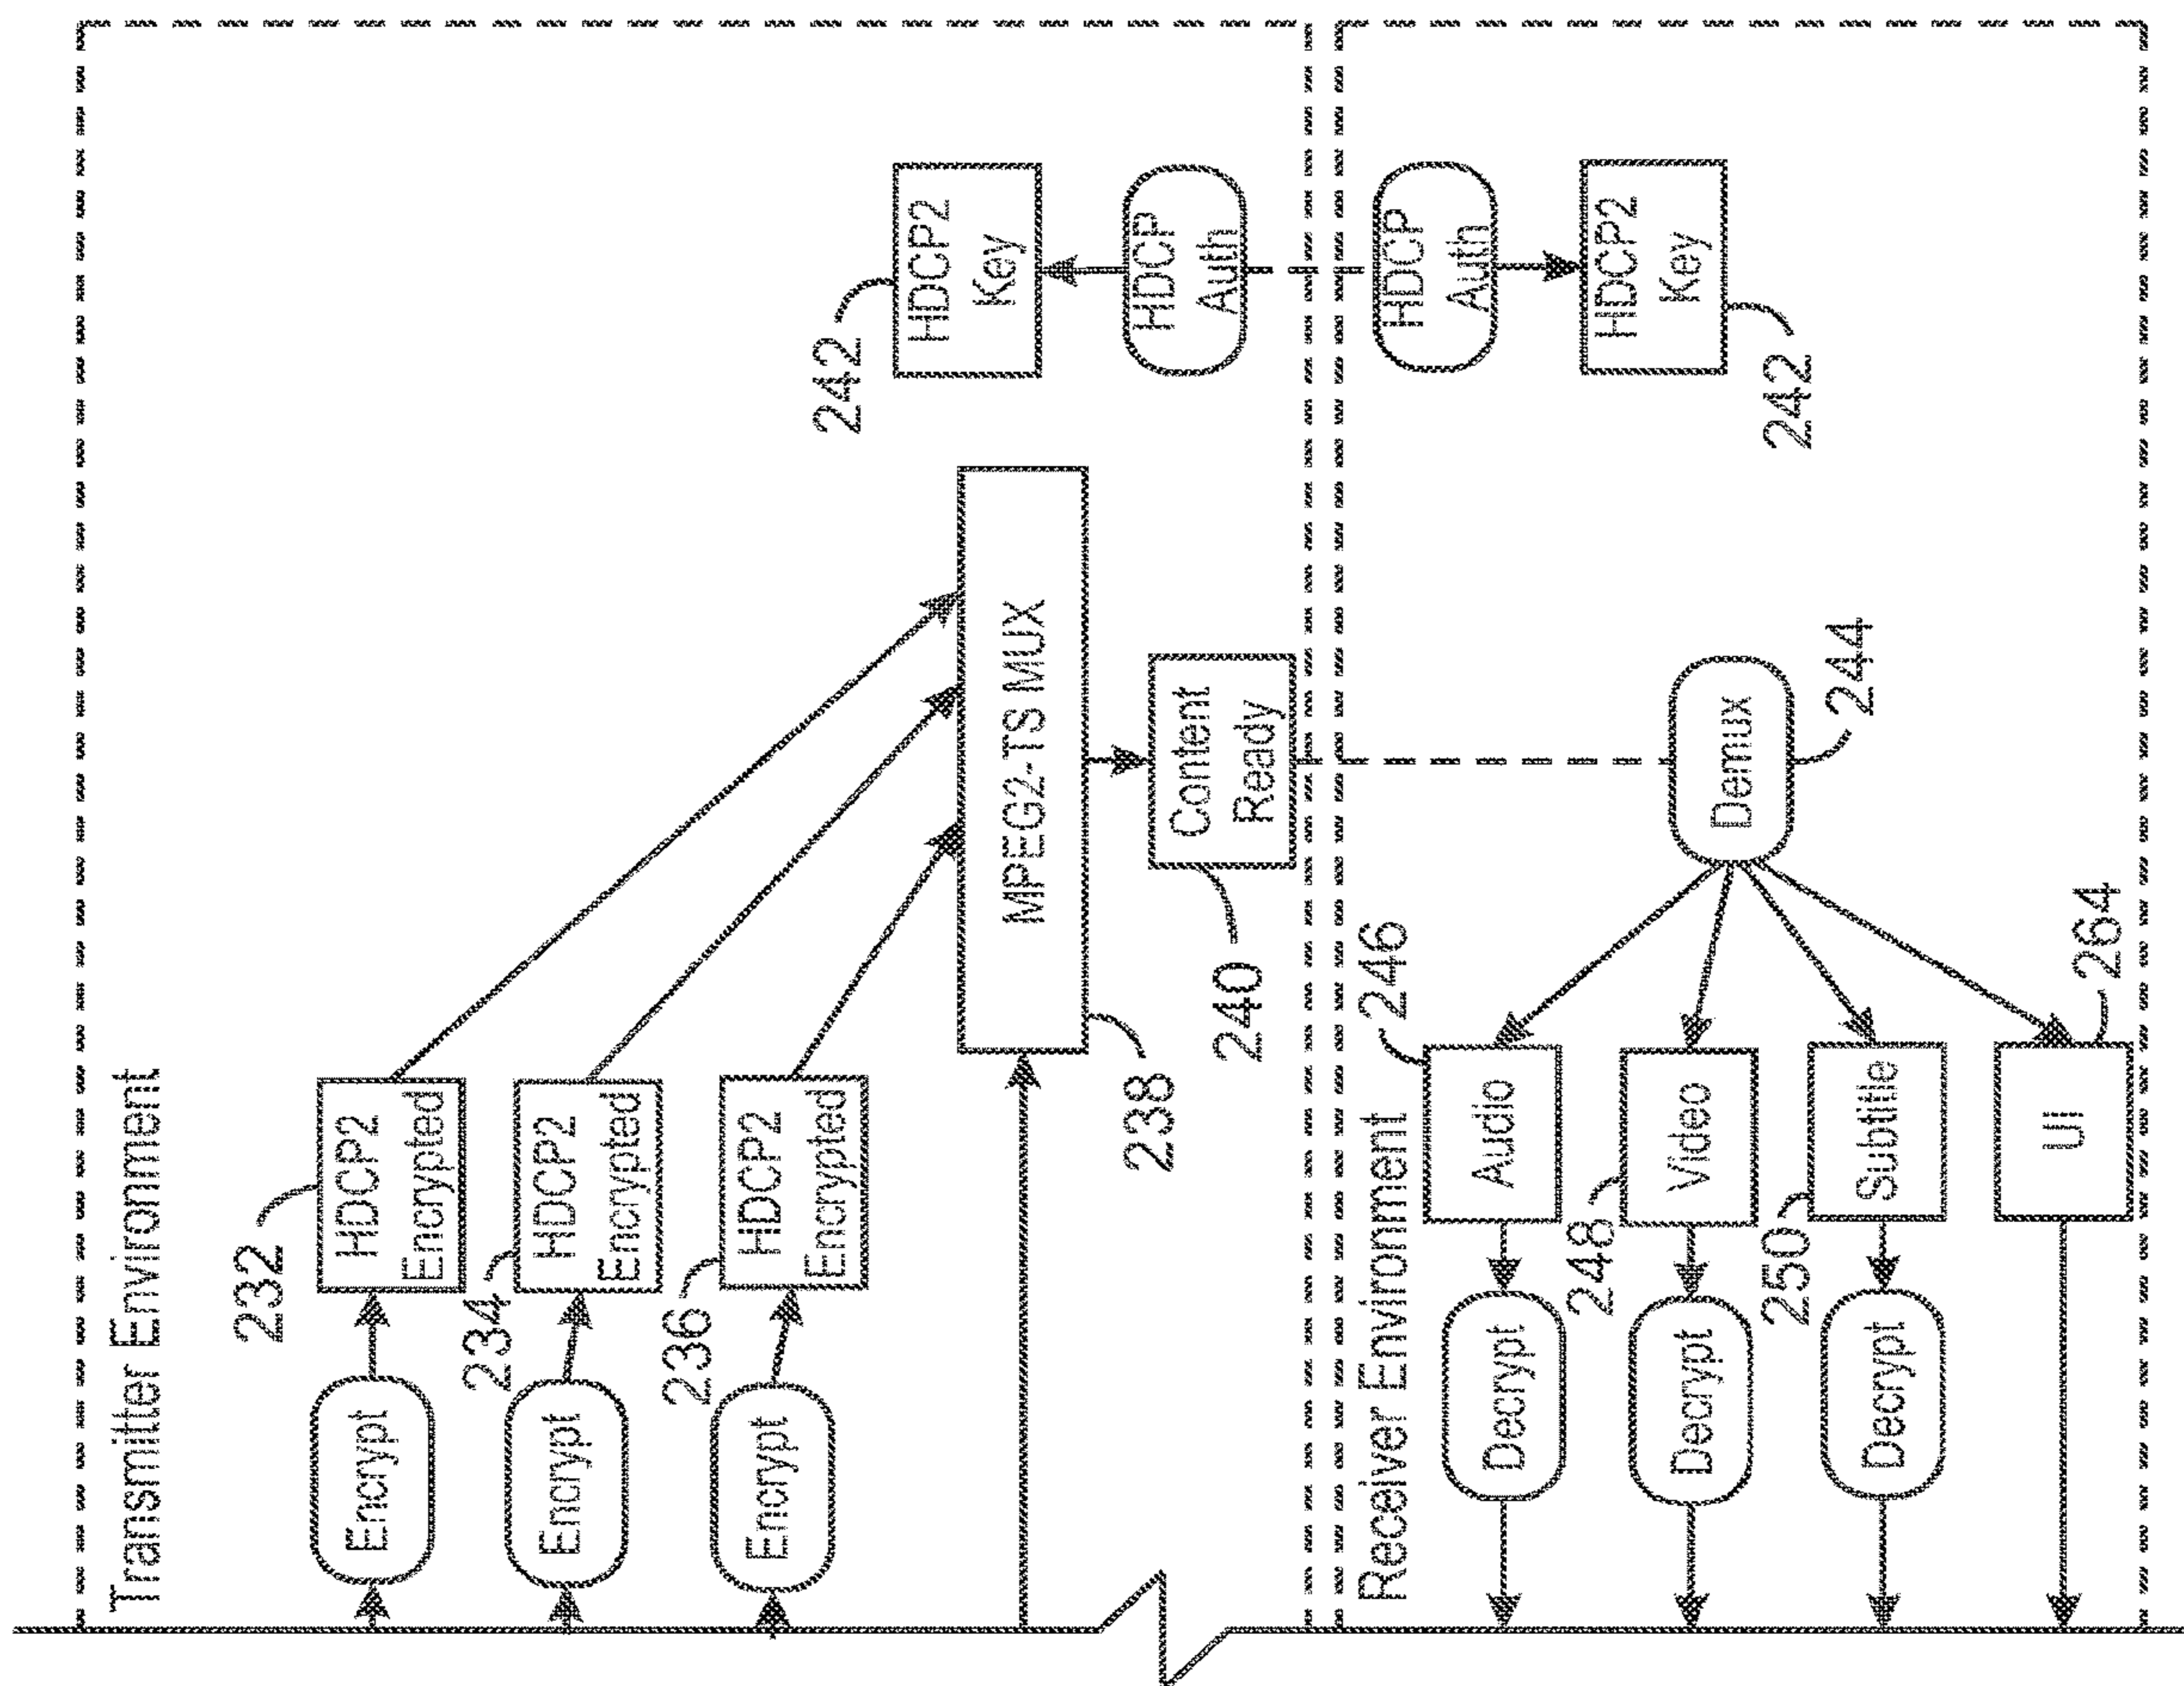 Transmitter Environment
Encrypt
232
HDCP2
Encrypted
Encrypt
234
HDCP2
Encrypted
Encrypt
236
HDCP2
Encrypted
MPEG2-TS MUX
238
Content
Ready
240
242
HDCP2
Key
HDCP
Auth
Receiver Environment
HDCP
Auth
HDCP2
Key
242
Demux
244
246
Audio
Decrypt
248
Video
Decrypt
250
Subtitle
Decrypt
UI
264